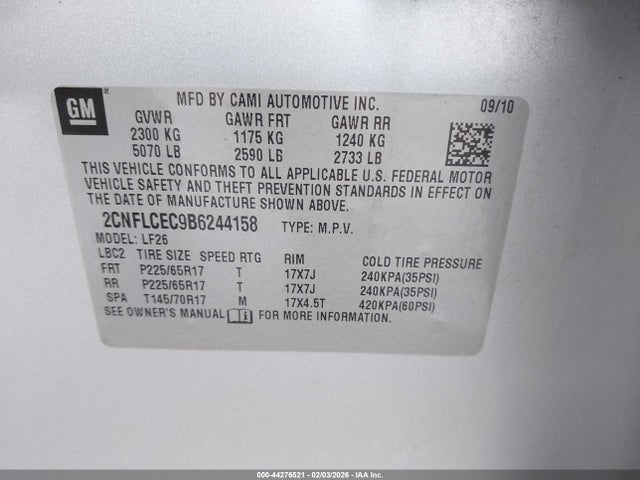 GM
MFD BY CAMI AUTOMOTIVE INC. 09/10
GVWR GAWR FRT GAWR RR
2300 KG 1175 KG 1240 KG
5070 LB 2590 LB 2733 LB
THIS VEHICLE CONFORMS TO ALL APPLICABLE U.S. FEDERAL MOTOR
VEHICLE SAFETY AND THEFT PREVENTION STANDARDS IN EFFECT ON
THE DATE OF MANUFACTURE SHOWN ABOVE.
2CNFLCEC9B6244158 TYPE: M.P.V.
MODEL: LF26
LBC2 TIRE SIZE SPEED RTG RIM COLD TIRE PRESSURE
FRT P225/65R17 T 17X7J 240KPA(35PSI)
RR P225/65R17 T 17X7J 240KPA(35PSI)
SPA T145/70R17 M 17X4.5T 420KPA(60PSI)
SEE OWNER'S MANUAL FOR MORE INFORMATION.
000-44276521 - 02/03/2026 - IAA Inc.